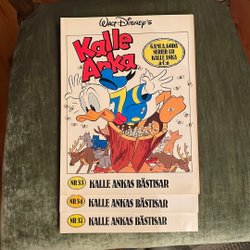 WALT DISNEY'S
Kalle
Anka
GAMLA, GODA
SERIER UR
KALLE ANKA
& C:o
NR 33 KALLE ANKAS BÄSTISAR
NR 34 KALLE ANKAS BÄSTISAR
NR 32 KALLE ANKAS BÄSTISAR